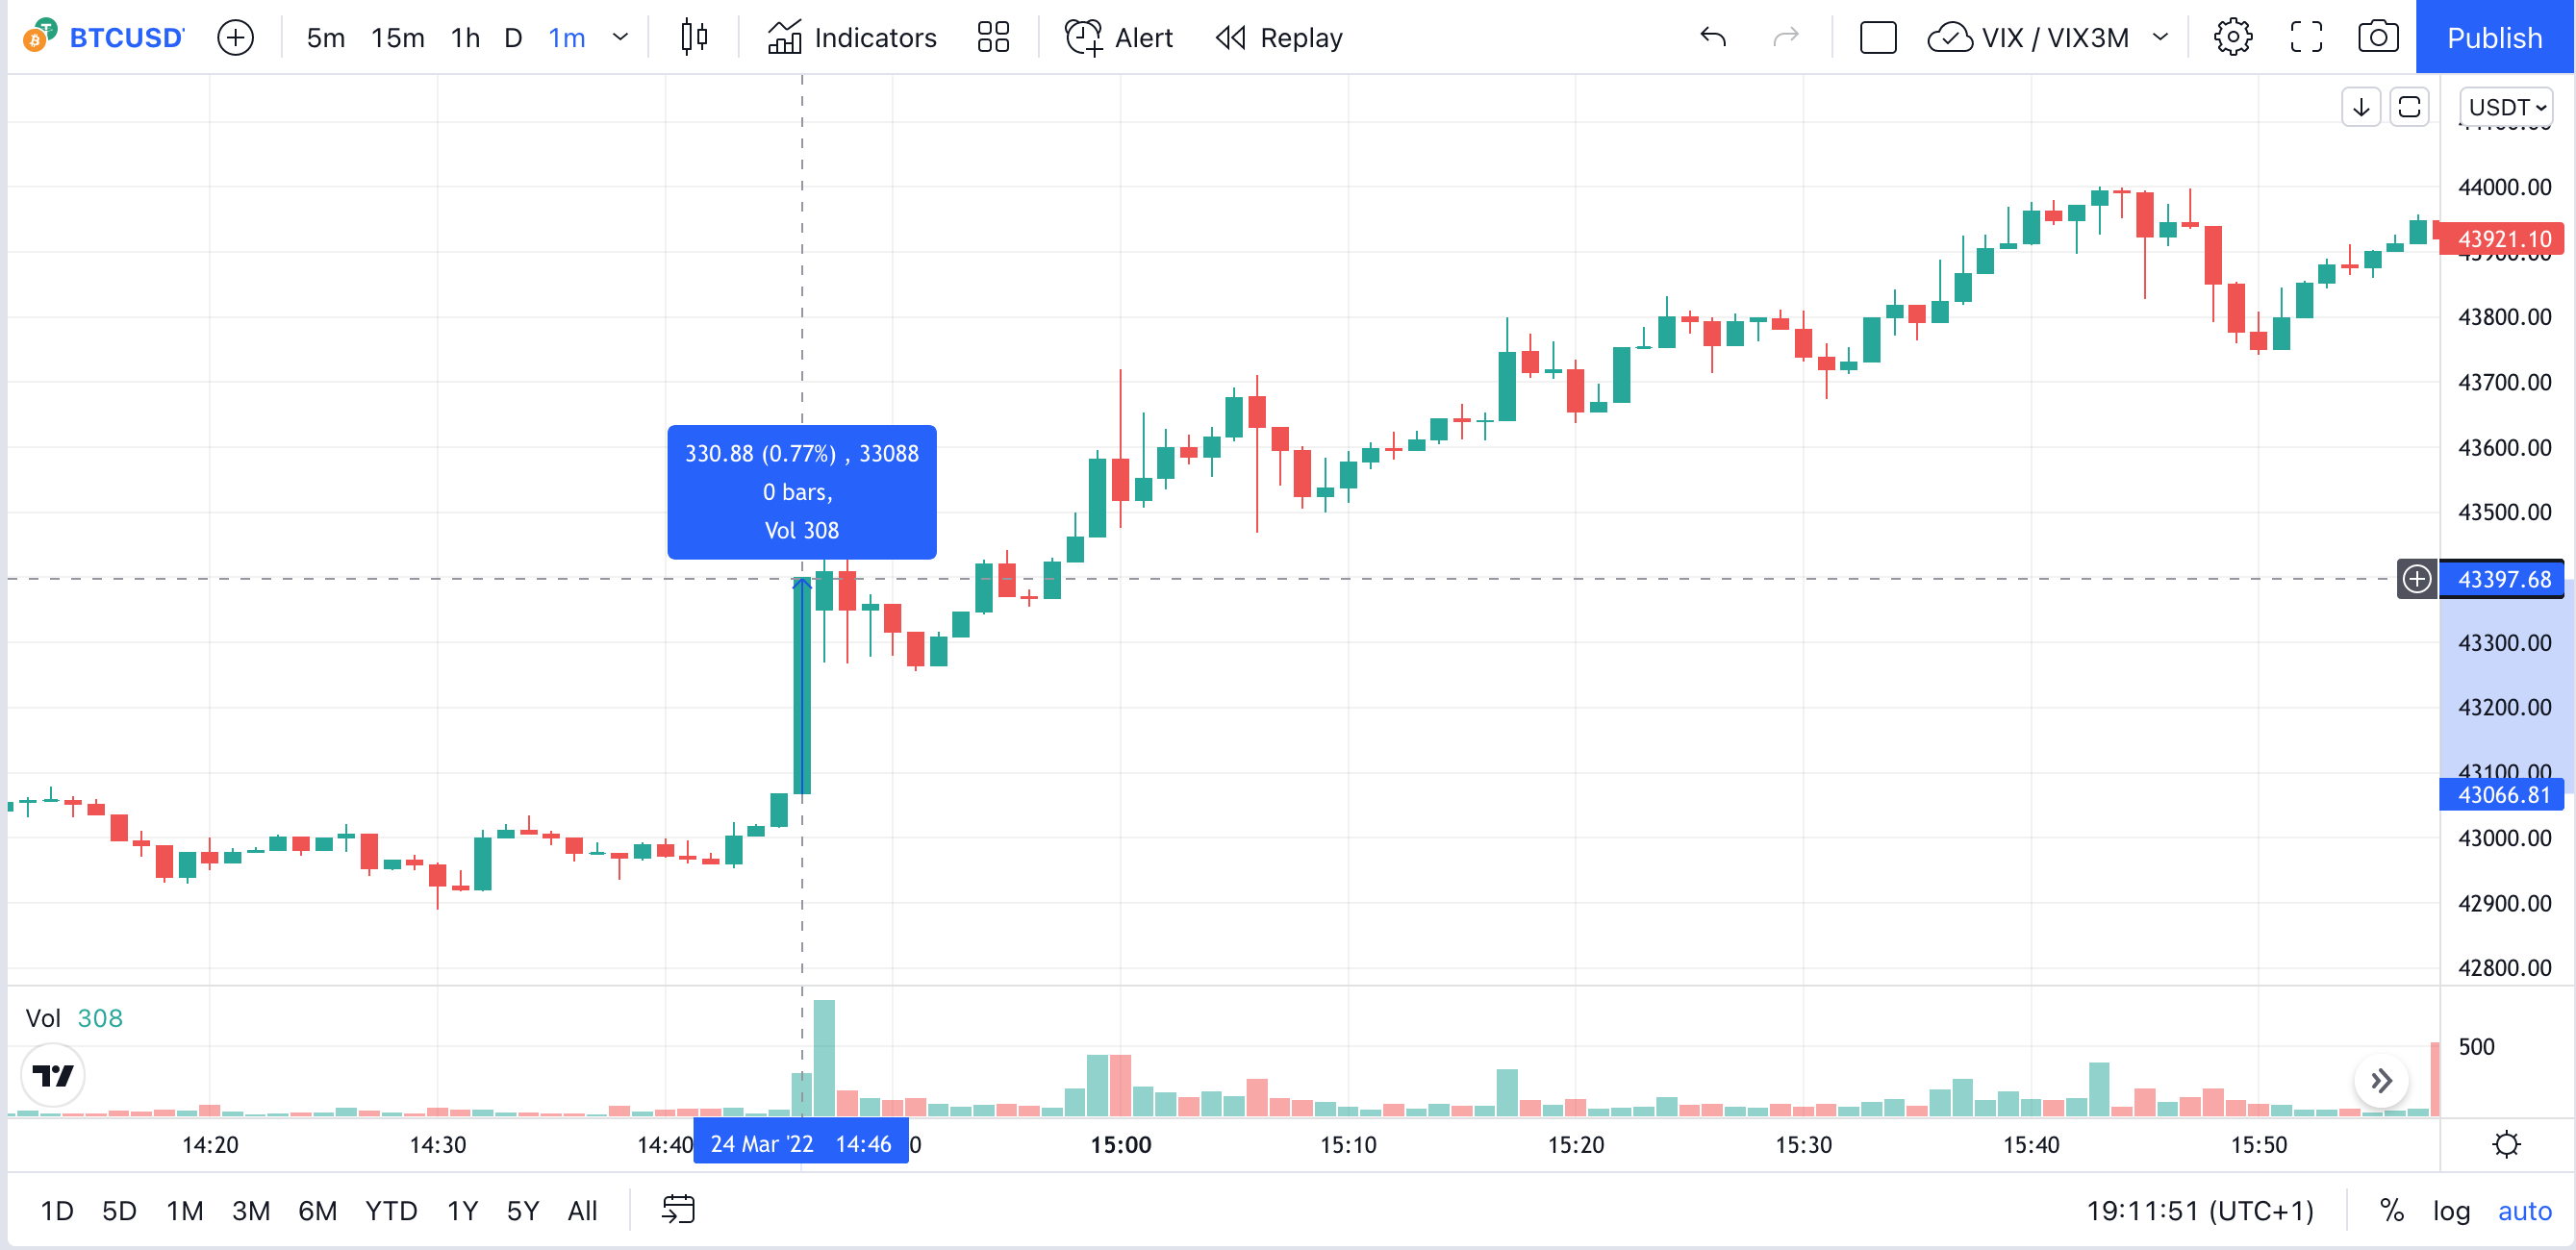 BTCUSD
5m 15m 1h D 1m Indicators Alert Replay VIX / VIX3M Publish
USDT
44000.00
43921.10
43800.00
43700.00
330.88 (0.77%) , 33088
0 bars,
Vol 308
43600.00
43500.00
43397.68
43300.00
43200.00
43100.00
43066.81
43000.00
42900.00
42800.00
Vol 308
500
14:20 14:30 14:40 24 Mar '22 14:46 0 15:00 15:10 15:20 15:30 15:40 15:50
1D 5D 1M 3M 6M YTD 1Y 5Y All 19:11:51 (UTC+1) % log auto